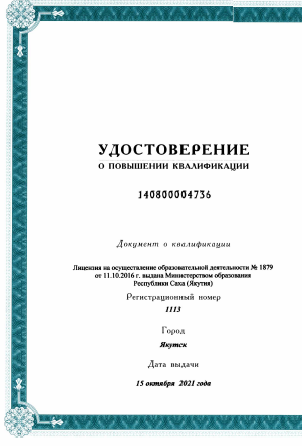 УДОСТОВЕРЕНИЕ
О ПОВЫШЕНИИ КВАЛИФИКАЦИИ
140800004736
Документ о квалификации
Лицензия на осуществление образовательной деятельности № 1879
от 11.10.2016 г. выдана Министерством образования
Республики Саха (Якутия)
Регистрационный номер
1113
Город
Якутск
Дата выдачи
15 октября 2021 года